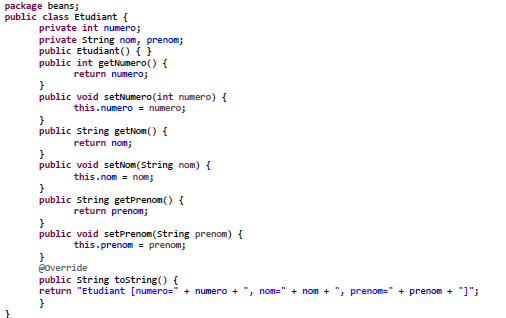 package beans;
public class Etudiant {
private int numero;
private String nom, prenom;
public Etudiant() { }
public int getNumero() {
return numero;
}
public void setNumero(int numero) {
this.numero = numero;
}
public String getNom() {
return nom;
}
public void setNom(String nom) {
this.nom = nom;
}
public String getPrenom() {
return prenom;
}
public void setPrenom(String prenom) {
this.prenom = prenom;
}
@Override
public String toString() {
return "Etudiant [numero=" + numero + ", nom=" + nom + ", prenom=" + prenom + "]";
}
}